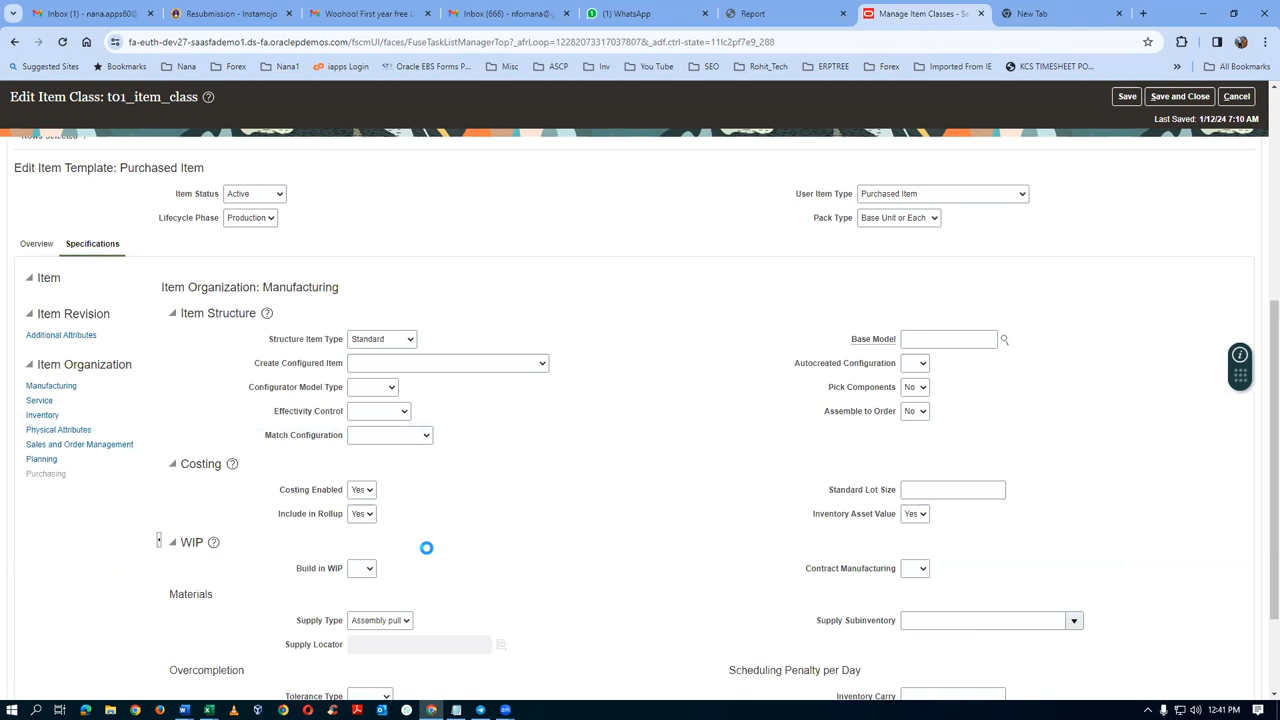 nana.apps60@
Resubmission - Instamojo
Woohool First year free
Inbox (666) - nfornana@g
(1) WhatsApp
Report
Manage Item Classes - Se
New Tab
fa-euth-dev27-saasfademo1.ds-fa.oraclepdemos.com/fscmUI/faces/FuseTaskListManagerTop?_afrLoop=12282073317037807&_adf.ctrl-state=11lc2pf7e9_288
Suggested Sites Bookmarks Nana Forex Nana1 iapps Login Oracle EBS Forms P... Misc ASCP Inv You Tube SEO Rohit_Tech ERPTREE Forex Imported From IE KCS TIMESHEET PO... » All Bookmarks
Edit Item Class: to1_item_class
Save Save and Close Cancel
Last Saved: 1/12/24 7:10 AM
Edit Item Template: Purchased Item
Item Status Active User Item Type Purchased Item
Lifecycle Phase Production Pack Type Base Unit or Each
Overview Specifications
Item
Item Organization: Manufacturing
Item Revision
Item Structure
Additional Attributes
Structure Item Type Standard Base Model
Item Organization
Create Configured Item Autocreated Configuration
Manufacturing
Configurator Model Type Pick Components No
Service
Inventory
Effectivity Control Assemble to Order No
Physical Attributes
Match Configuration
Sales and Order Management
Planning
Costing
Purchasing
Costing Enabled Yes Standard Lot Size
Include in Rollup Yes Inventory Asset Value Yes
WIP
Build in WIP Contract Manufacturing
Materials
Supply Type Assembly pull Supply Subinventory
Supply Locator
Overcompletion Scheduling Penalty per Day
Tolerance Type Inventory Carry
12:41 PM